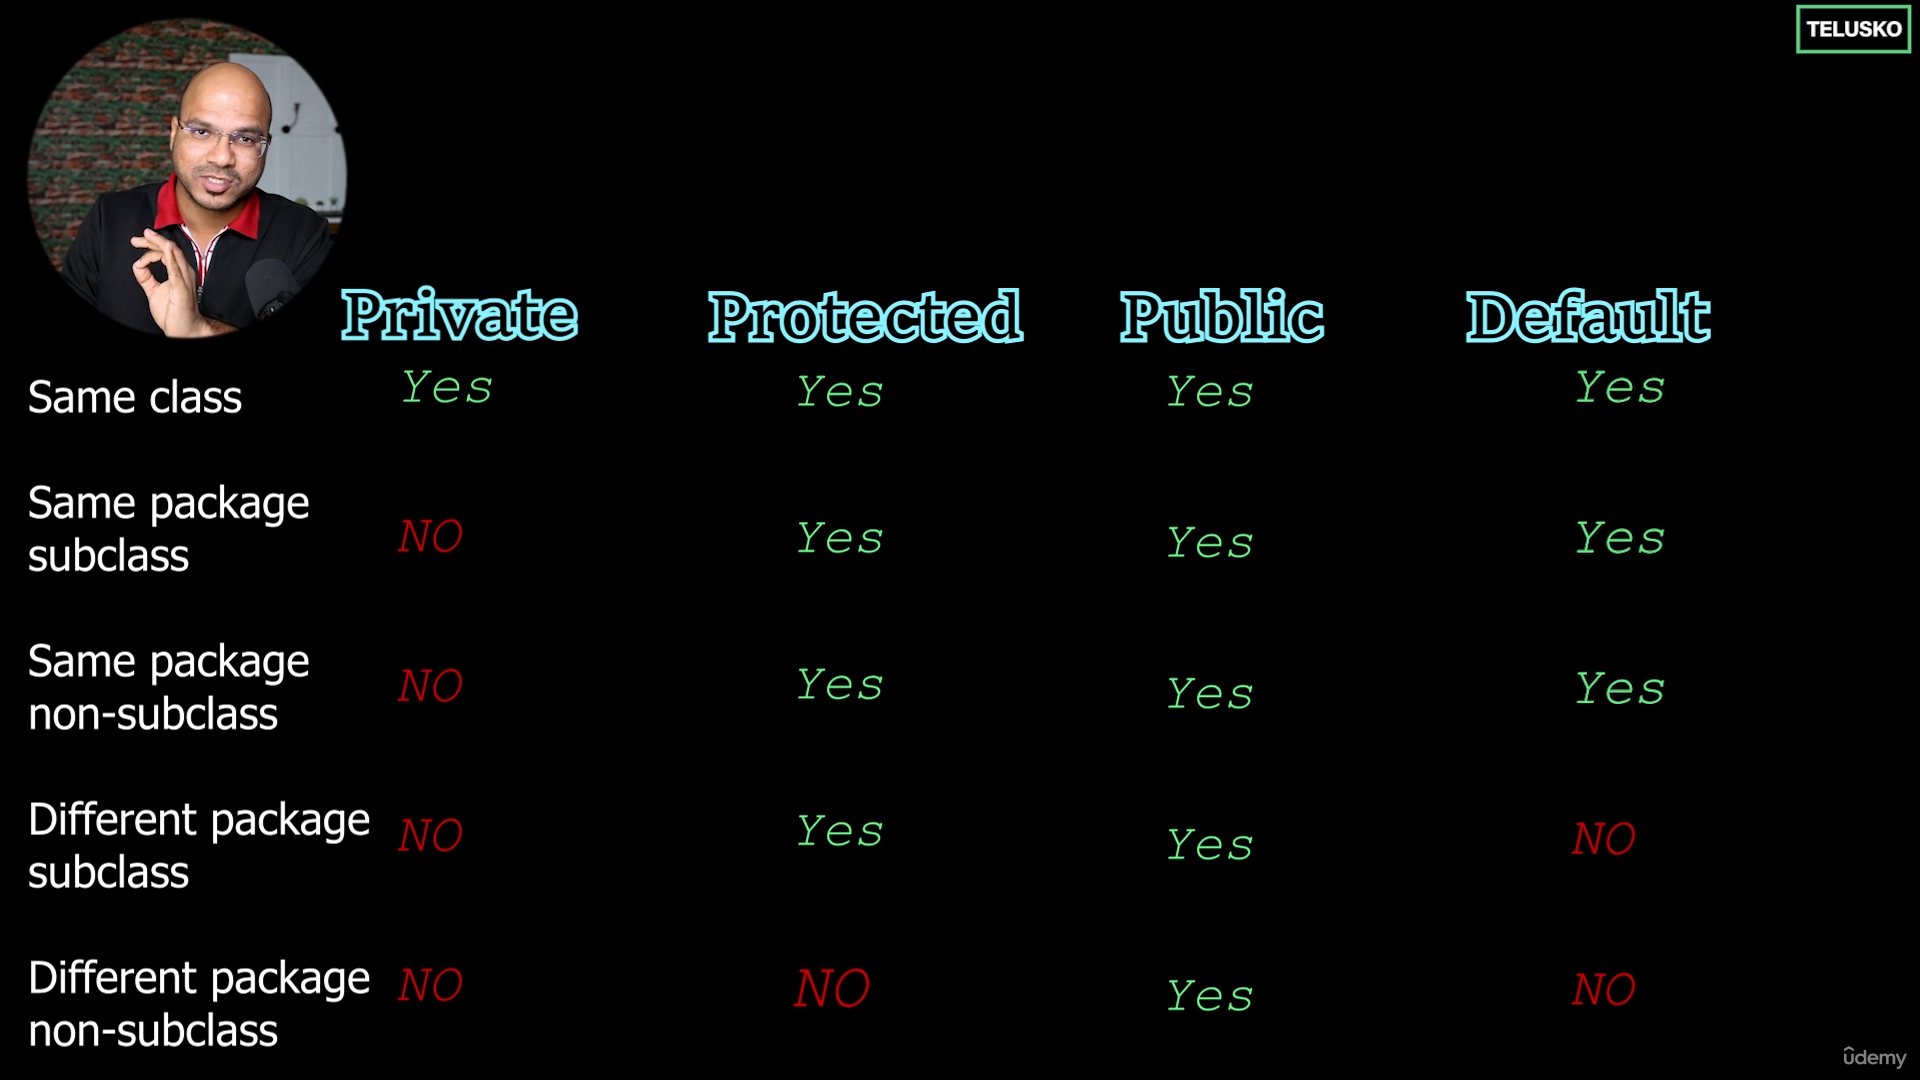 TELUSKO
Private Protected Public Default
Same class Yes Yes Yes Yes
Same package
subclass NO Yes Yes Yes
Same package
non-subclass NO Yes Yes Yes
Different package
subclass NO Yes Yes NO
Different package
non-subclass NO NO Yes NO
ûdemy